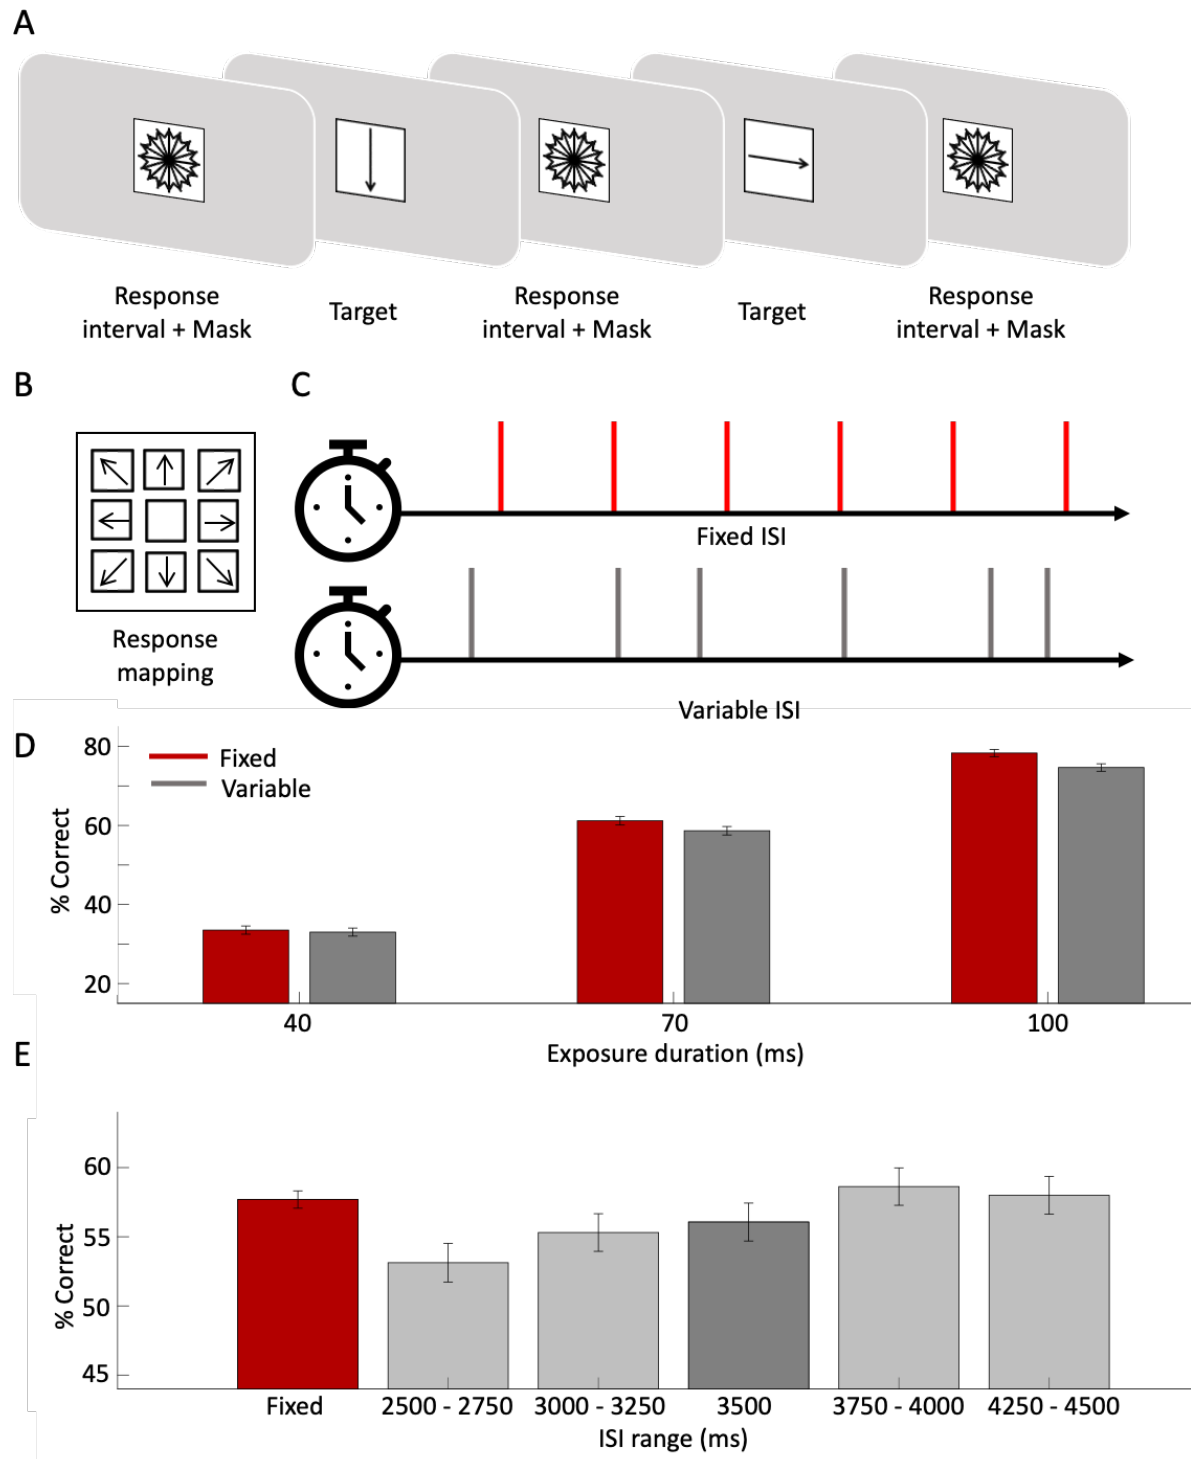 A
Response
interval + Mask
Target
Response
interval + Mask
Target
Response
interval + Mask
B
Response
mapping
C
Fixed ISI
Variable ISI
D
Fixed
Variable
% Correct
80
60
40
20
40
70
100
Exposure duration (ms)
E
% Correct
60
55
50
45
Fixed
2500 - 2750
3000 - 3250
3500
3750 - 4000
4250 - 4500
ISI range (ms)